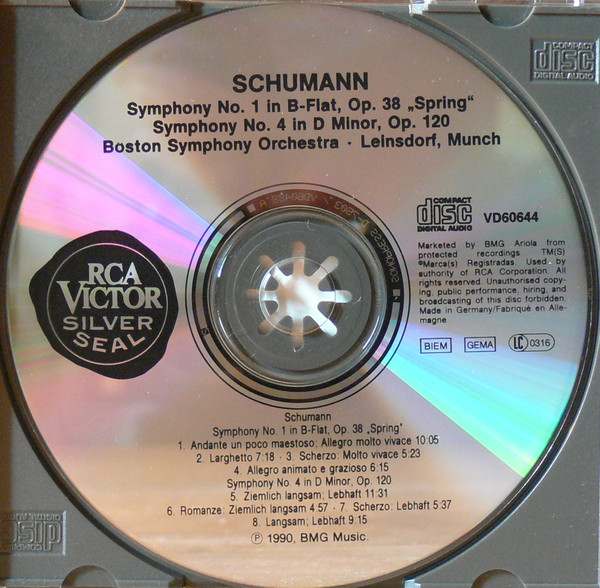 COMPACT
disc
DIGITAL AUDIO
SCHUMANN
Symphony No. 1 in B-Flat, Op. 38 „Spring“
Symphony No. 4 in D Minor, Op. 120
Boston Symphony Orchestra · Leinsdorf, Munch
COMPACT
disc
DIGITAL AUDIO
VD60644
Marketed by BMG Ariola from
protected recordings TM(S)
®Marca(s) Registradas. Used by
authority of RCA Corporation. All
rights reserved. Unauthorised copy-
ing, public performance, hiring, and
broadcasting of this disc forbidden.
Made in Germany/Fabriqué en Alle-
magne
BIEM
GEMA
LC 0316
RCA
VICTOR
SILVER
SEAL
Schumann
Symphony No. 1 in B-Flat, Op. 38 „Spring“
1. Andante un poco maestoso; Allegro molto vivace 10:05
2. Larghetto 7:18 · 3. Scherzo: Molto vivace 5:23
4. Allegro animato e grazioso 6:15
Symphony No. 4 in D Minor, Op. 120
5. Ziemlich langsam; Lebhaft 11:31
6. Romanze: Ziemlich langsam 4:57 · 7. Scherzo: Lebhaft 5:37
8. Langsam; Lebhaft 9:15
℗ 1990, BMG Music
COMPACT
disc
DIGITAL AUDIO